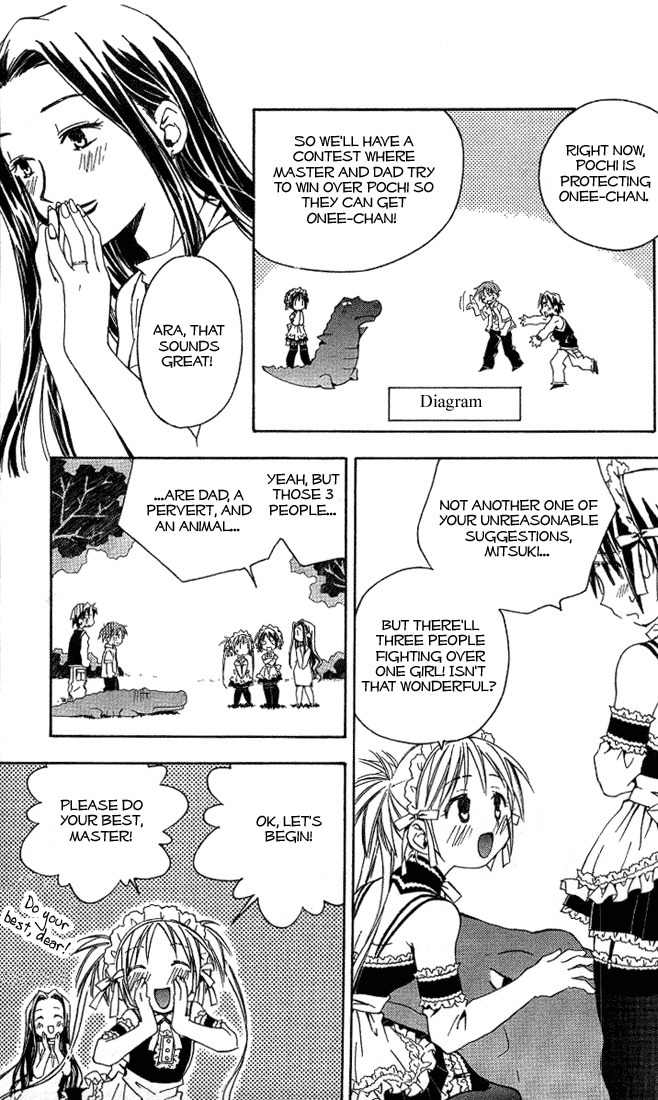 RIGHT NOW,
POCHI IS
PROTECTING
ONEE-CHAN.
SO WE'LL HAVE A
CONTEST WHERE
MASTER AND DAD TRY
TO WIN OVER POCHI SO
THEY CAN GET
ONEE-CHAN!
Diagram
ARA, THAT
SOUNDS
GREAT!
NOT ANOTHER ONE OF
YOUR UNREASONABLE
SUGGESTIONS,
MITSUKI...
BUT THERE'LL
THREE PEOPLE
FIGHTING OVER
ONE GIRL! ISN'T
THAT WONDERFUL?
YEAH, BUT
THOSE 3
PEOPLE...
...ARE DAD, A
PERVERT, AND
AN ANIMAL...
OK, LET'S
BEGIN!
PLEASE DO
YOUR BEST,
MASTER!
Do your
best, dear!